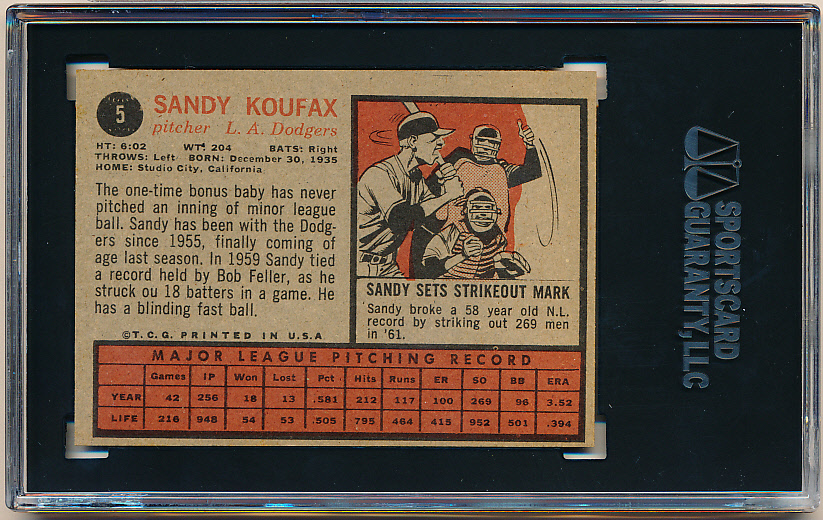 5
SANDY KOUFAX
pitcher L. A. Dodgers
HT: 6:02 WT: 204 BATS: Right
THROWS: Left BORN: December 30, 1935
HOME: Studio City, California
The one-time bonus baby has never
pitched an inning of minor league
ball. Sandy has been with the Dodg-
ers since 1955, finally coming of
age last season. In 1959 Sandy tied
a record held by Bob Feller, as he
struck ou 18 batters in a game. He
has a blinding fast ball.
©T.C.G. PRINTED IN U.S.A
SANDY SETS STRIKEOUT MARK
Sandy broke a 58 year old N.L.
record by striking out 269 men
in '61.
MAJOR LEAGUE PITCHING RECORD
Games IP Won Lost Pct Hits Runs ER SO BB ERA
YEAR 42 256 18 13 .581 212 117 100 269 96 3.52
LIFE 216 948 54 53 .505 795 464 415 952 501 .394
SPORTSCARD
GUARANTY, LLC